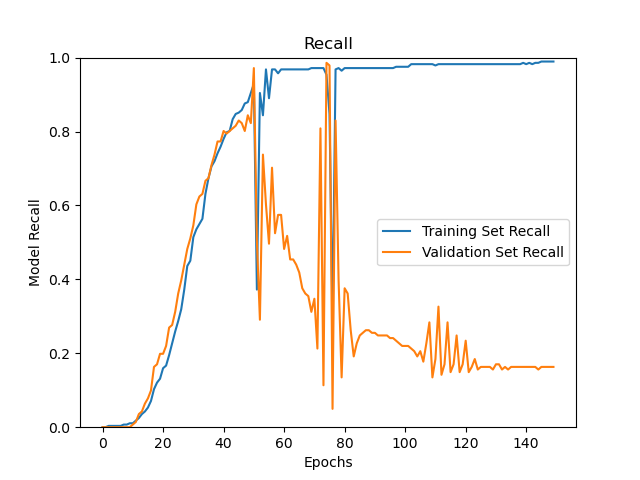 Recall
1.0
0.8
0.6
0.4
0.2
0.0
Model Recall
Training Set Recall
Validation Set Recall
0 20 40 60 80 100 120 140
Epochs